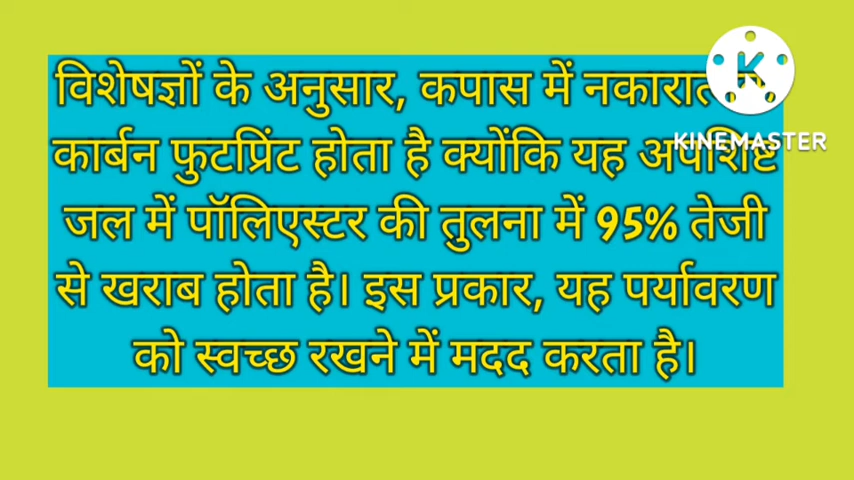 विशेषज्ञों के अनुसार, कपास में
कार्बन फुटप्रिंट होता है क्योंकि यह अपशिष्ट
जल में पॉलिएस्टर की तुलना में 95% तेजी
से खराब होता है। इस प्रकार, यह पर्यावरण
को स्वच्छ रखने में मदद करता है।
K
KINEMASTER